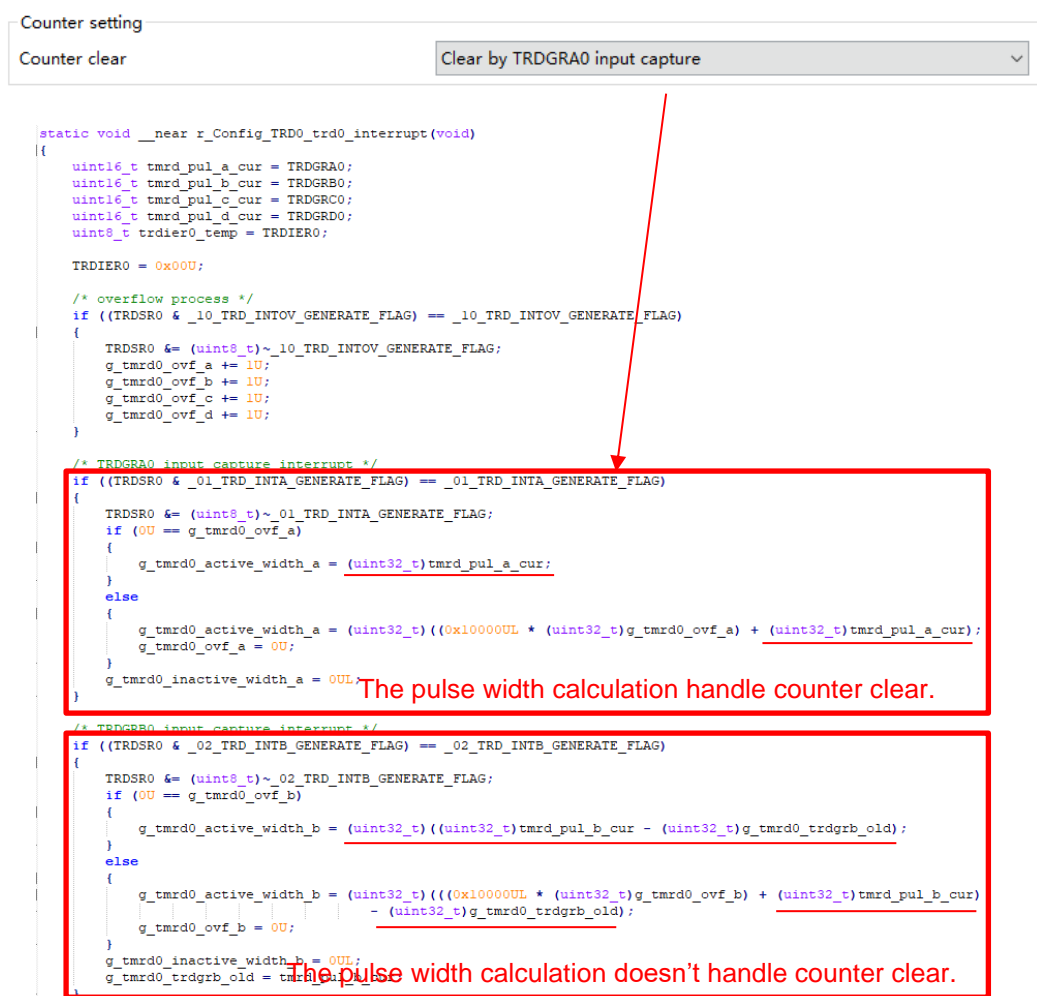 Counter setting
Counter clear
Clear by TRDGRA0 input capture
static void __near r_Config_TRD0_trd0_interrupt(void)
{
uint16_t tmrd_pul_a_cur = TRDGRA0;
uint16_t tmrd_pul_b_cur = TRDGRB0;
uint16_t tmrd_pul_c_cur = TRDGRC0;
uint16_t tmrd_pul_d_cur = TRDGRD0;
uint8_t trdier0_temp = TRDIER0;
TRDIER0 = 0x00U;
/* overflow process */
if ((TRDSR0 & _10_TRD_INTOV_GENERATE_FLAG) == _10_TRD_INTOV_GENERATE_FLAG)
{
TRDSR0 &= (uint8_t)~_10_TRD_INTOV_GENERATE_FLAG;
g_tmrd0_ovf_a += 1U;
g_tmrd0_ovf_b += 1U;
g_tmrd0_ovf_c += 1U;
g_tmrd0_ovf_d += 1U;
}
/* TRDGRA0 input capture interrupt */
if ((TRDSR0 & _01_TRD_INTA_GENERATE_FLAG) == _01_TRD_INTA_GENERATE_FLAG)
{
TRDSR0 &= (uint8_t)~_01_TRD_INTA_GENERATE_FLAG;
if (0U == g_tmrd0_ovf_a)
{
g_tmrd0_active_width_a = (uint32_t)tmrd_pul_a_cur;
}
else
{
g_tmrd0_active_width_a = (uint32_t)((0x10000UL * (uint32_t)g_tmrd0_ovf_a) + (uint32_t)tmrd_pul_a_cur);
g_tmrd0_ovf_a = 0U;
}
g_tmrd0_inactive_width_a = 0UL;
The pulse width calculation handle counter clear.
}
/* TRDGRB0 input capture interrupt */
if ((TRDSR0 & _02_TRD_INTB_GENERATE_FLAG) == _02_TRD_INTB_GENERATE_FLAG)
{
TRDSR0 &= (uint8_t)~_02_TRD_INTB_GENERATE_FLAG;
if (0U == g_tmrd0_ovf_b)
{
g_tmrd0_active_width_b = (uint32_t)((uint32_t)tmrd_pul_b_cur - (uint32_t)g_tmrd0_trdgrb_old);
}
else
{
g_tmrd0_active_width_b = (uint32_t)(((0x10000UL * (uint32_t)g_tmrd0_ovf_b) + (uint32_t)tmrd_pul_b_cur)
- (uint32_t)g_tmrd0_trdgrb_old);
g_tmrd0_ovf_b = 0U;
}
g_tmrd0_inactive_width_b = 0UL;
g_tmrd0_trdgrb_old = tmrd_pul_b_cur;
The pulse width calculation doesn't handle counter clear.
}